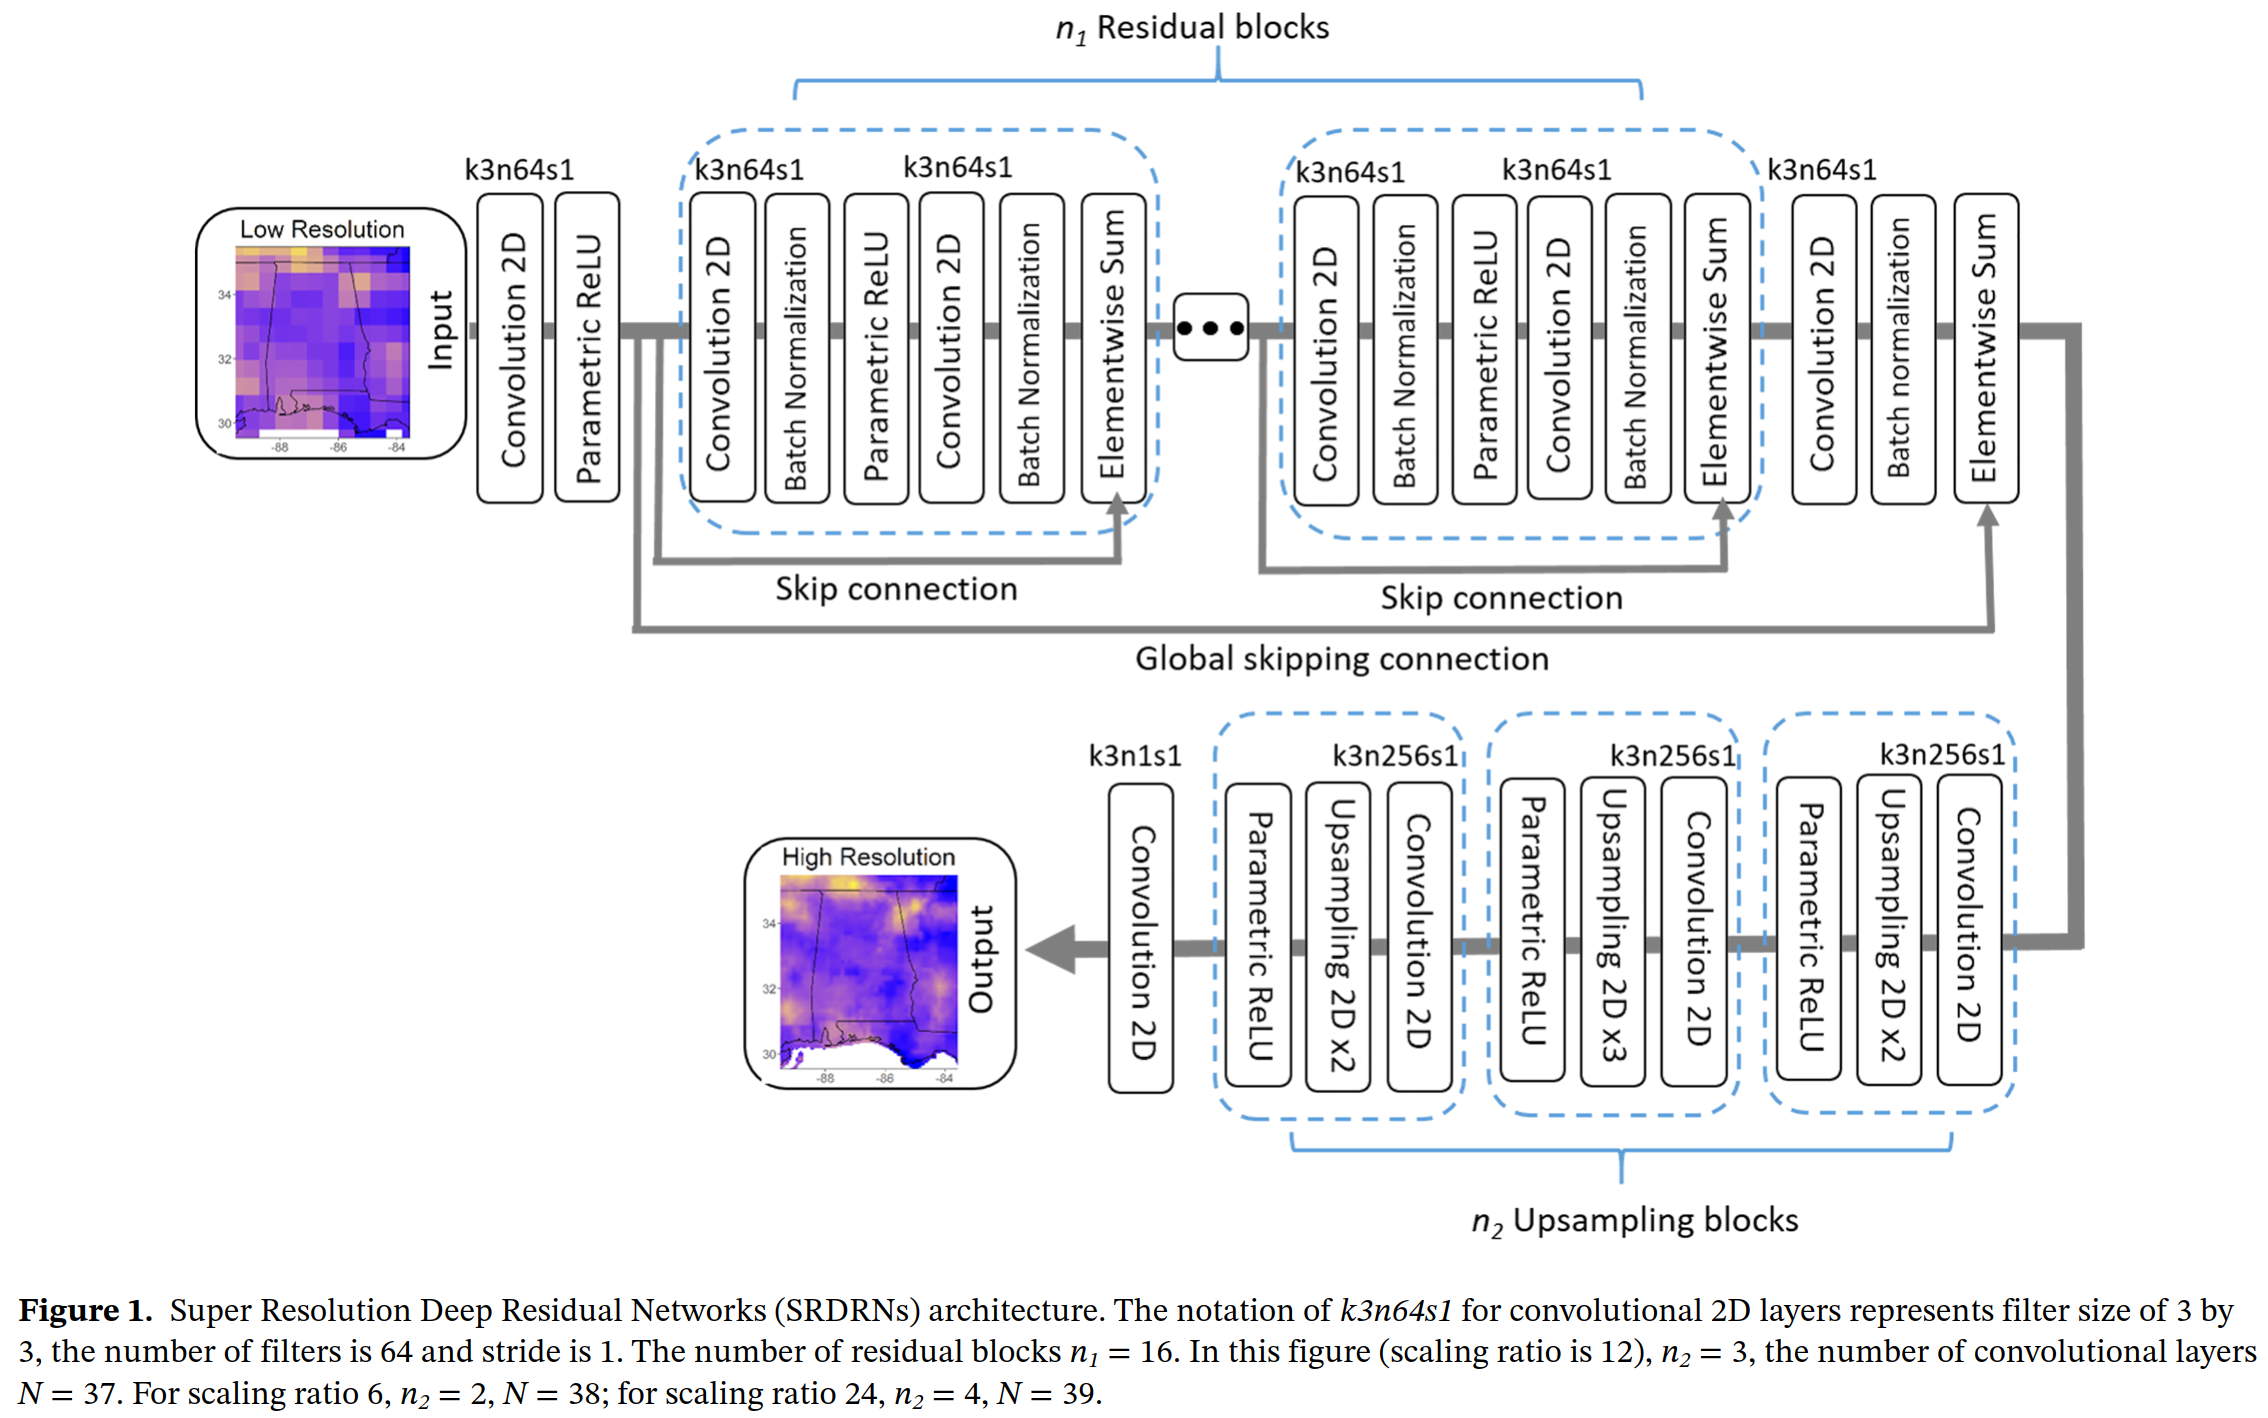 n1 Residual blocks
k3n64s1
k3n64s1
k3n64s1
k3n64s1
k3n64s1
k3n64s1
Low Resolution
34
32
30
-88
-86
-84
Input
Convolution 2D
Parametric ReLU
Convolution 2D
Batch Normalization
Parametric ReLU
Convolution 2D
Batch Normalization
Elementwise Sum
Convolution 2D
Batch Normalization
Parametric ReLU
Convolution 2D
Batch Normalization
Elementwise Sum
Convolution 2D
Batch normalization
Elementwise Sum
Skip connection
Skip connection
Global skipping connection
k3n1s1
k3n256s1
k3n256s1
k3n256s1
High Resolution
34
32
30
-88
-86
-84
Output
Convolution 2D
Parametric ReLU
Upsampling 2D x2
Convolution 2D
Parametric ReLU
Upsampling 2D x3
Convolution 2D
Parametric ReLU
Upsampling 2D x2
Convolution 2D
n2 Upsampling blocks
Figure 1. Super Resolution Deep Residual Networks (SRDRNs) architecture. The notation of k3n64s1 for convolutional 2D layers represents filter size of 3 by
3, the number of filters is 64 and stride is 1. The number of residual blocks n1 = 16. In this figure (scaling ratio is 12), n2 = 3, the number of convolutional layers
N = 37. For scaling ratio 6, n2 = 2, N = 38; for scaling ratio 24, n2 = 4, N = 39.